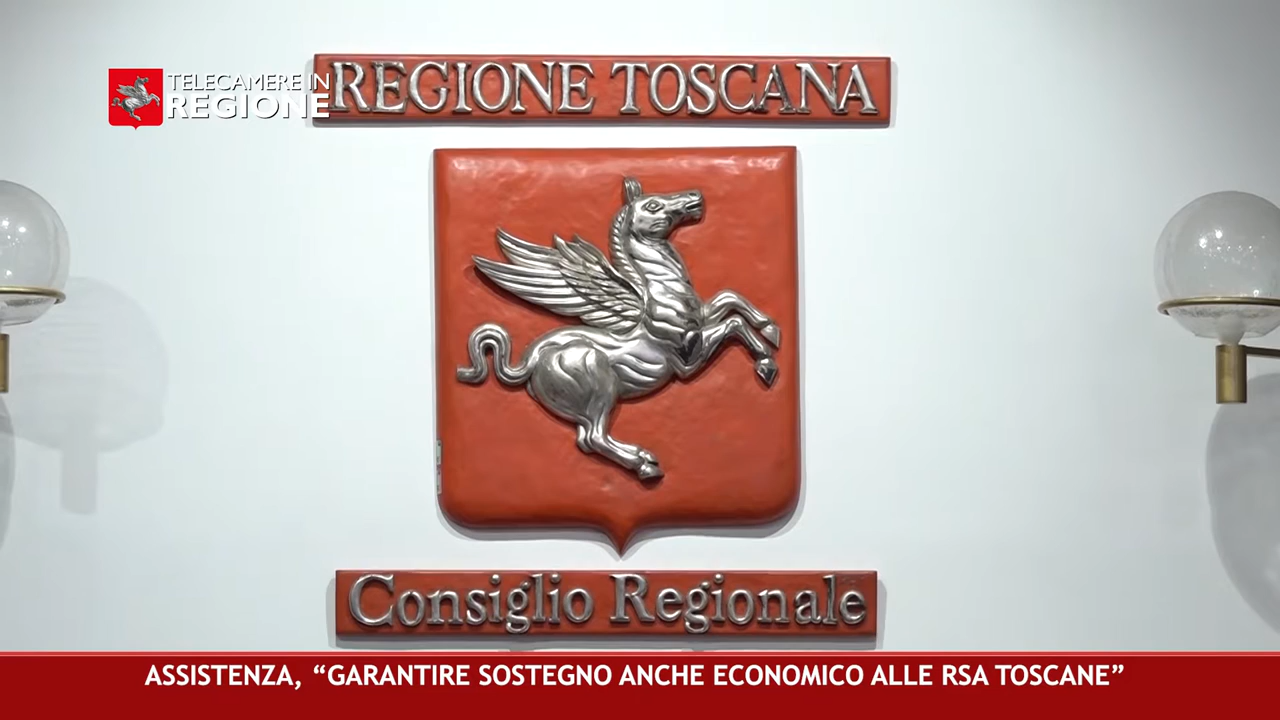 TELECAMERE IN
REGIONE
REGIONE TOSCANA
Consiglio Regionale
ASSISTENZA, “GARANTIRE SOSTEGNO ANCHE ECONOMICO ALLE RSA TOSCANE”